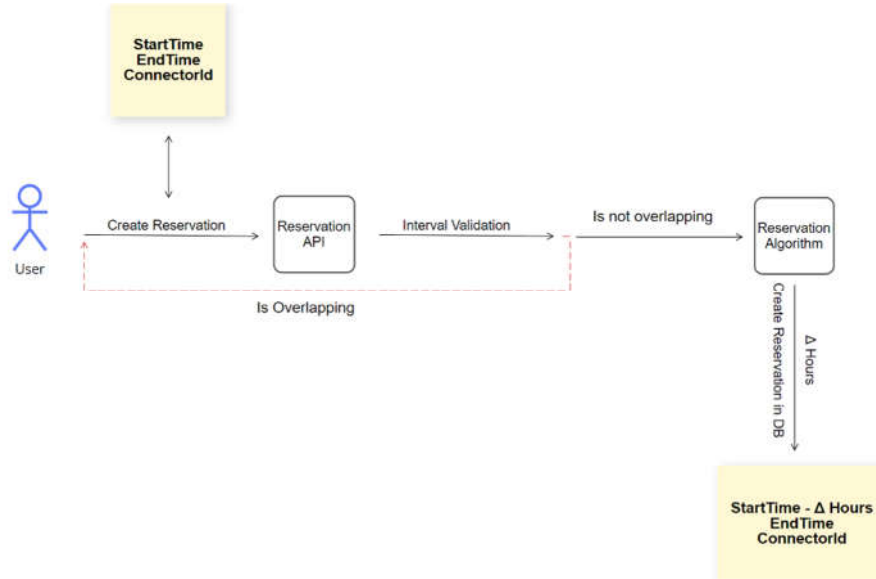 StartTime
EndTime
ConnectorId
Create Reservation
Reservation
API
Interval Validation
Is not overlapping
Reservation
Algorithm
User
Is Overlapping
Create Reservation in DB
Δ Hours
StartTime - Δ Hours
EndTime
ConnectorId